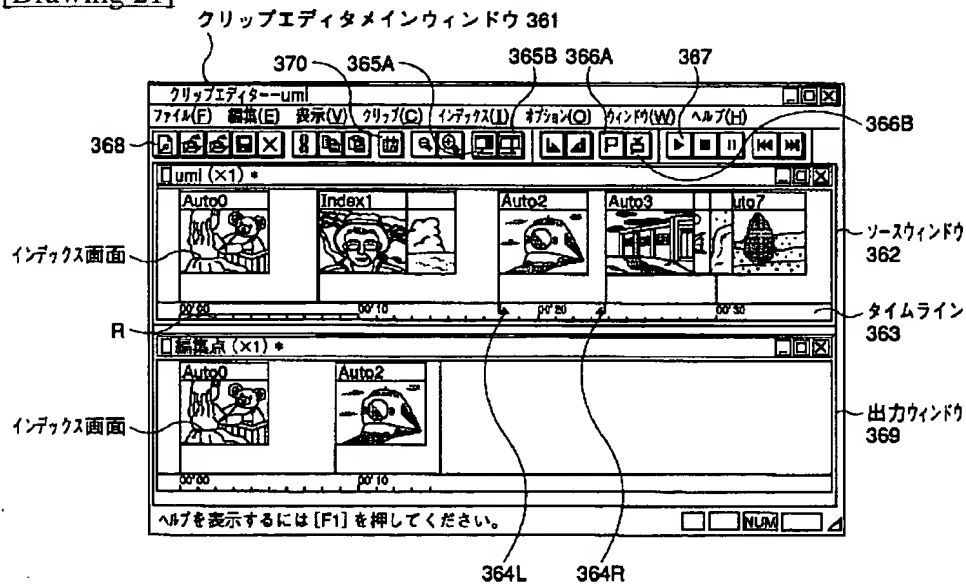 [Drawing 21]
クリップエディタメインウィンドウ 361
370 365A 365B 366A 367
クリップエディター--umi
ファイル(F) 編集(E) 表示(V) クリップ(C) インデックス(I) オプション(O) ウィンドウ(W) ヘルプ(H)
368
366B
umi (×1) *
Auto0 Index1 Auto2 Auto3 uto7
インデックス画面
ソースウィンドウ
362
00'00 00'10 00'20 00'30
タイムライン
363
R
編集点 (×1) *
Auto0 Auto2
インデックス画面
出力ウィンドウ
369
00'00 00'10
ヘルプを表示するには [F1] を押してください。
NUM
364L 364R